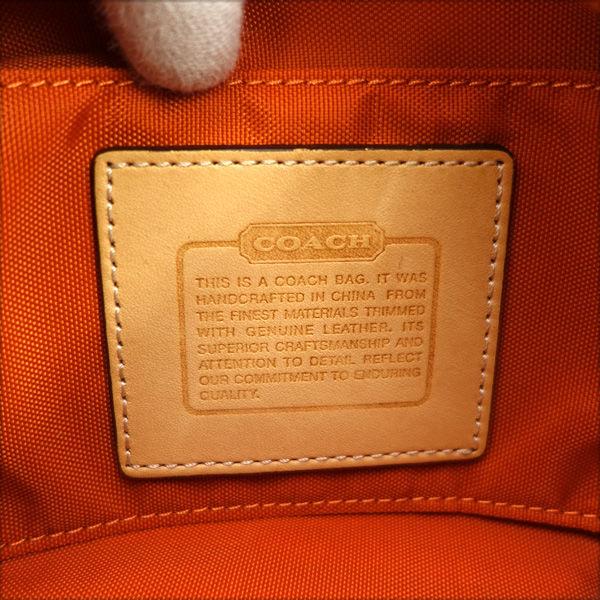 COACH
THIS IS A COACH BAG. IT WAS
HANDCRAFTED IN CHINA FROM
THE FINEST MATERIALS TRIMMED
WITH GENUINE LEATHER. ITS
SUPERIOR CRAFTSMANSHIP AND
ATTENTION TO DETAIL REFLECT
OUR COMMITMENT TO ENDURING
QUALITY.